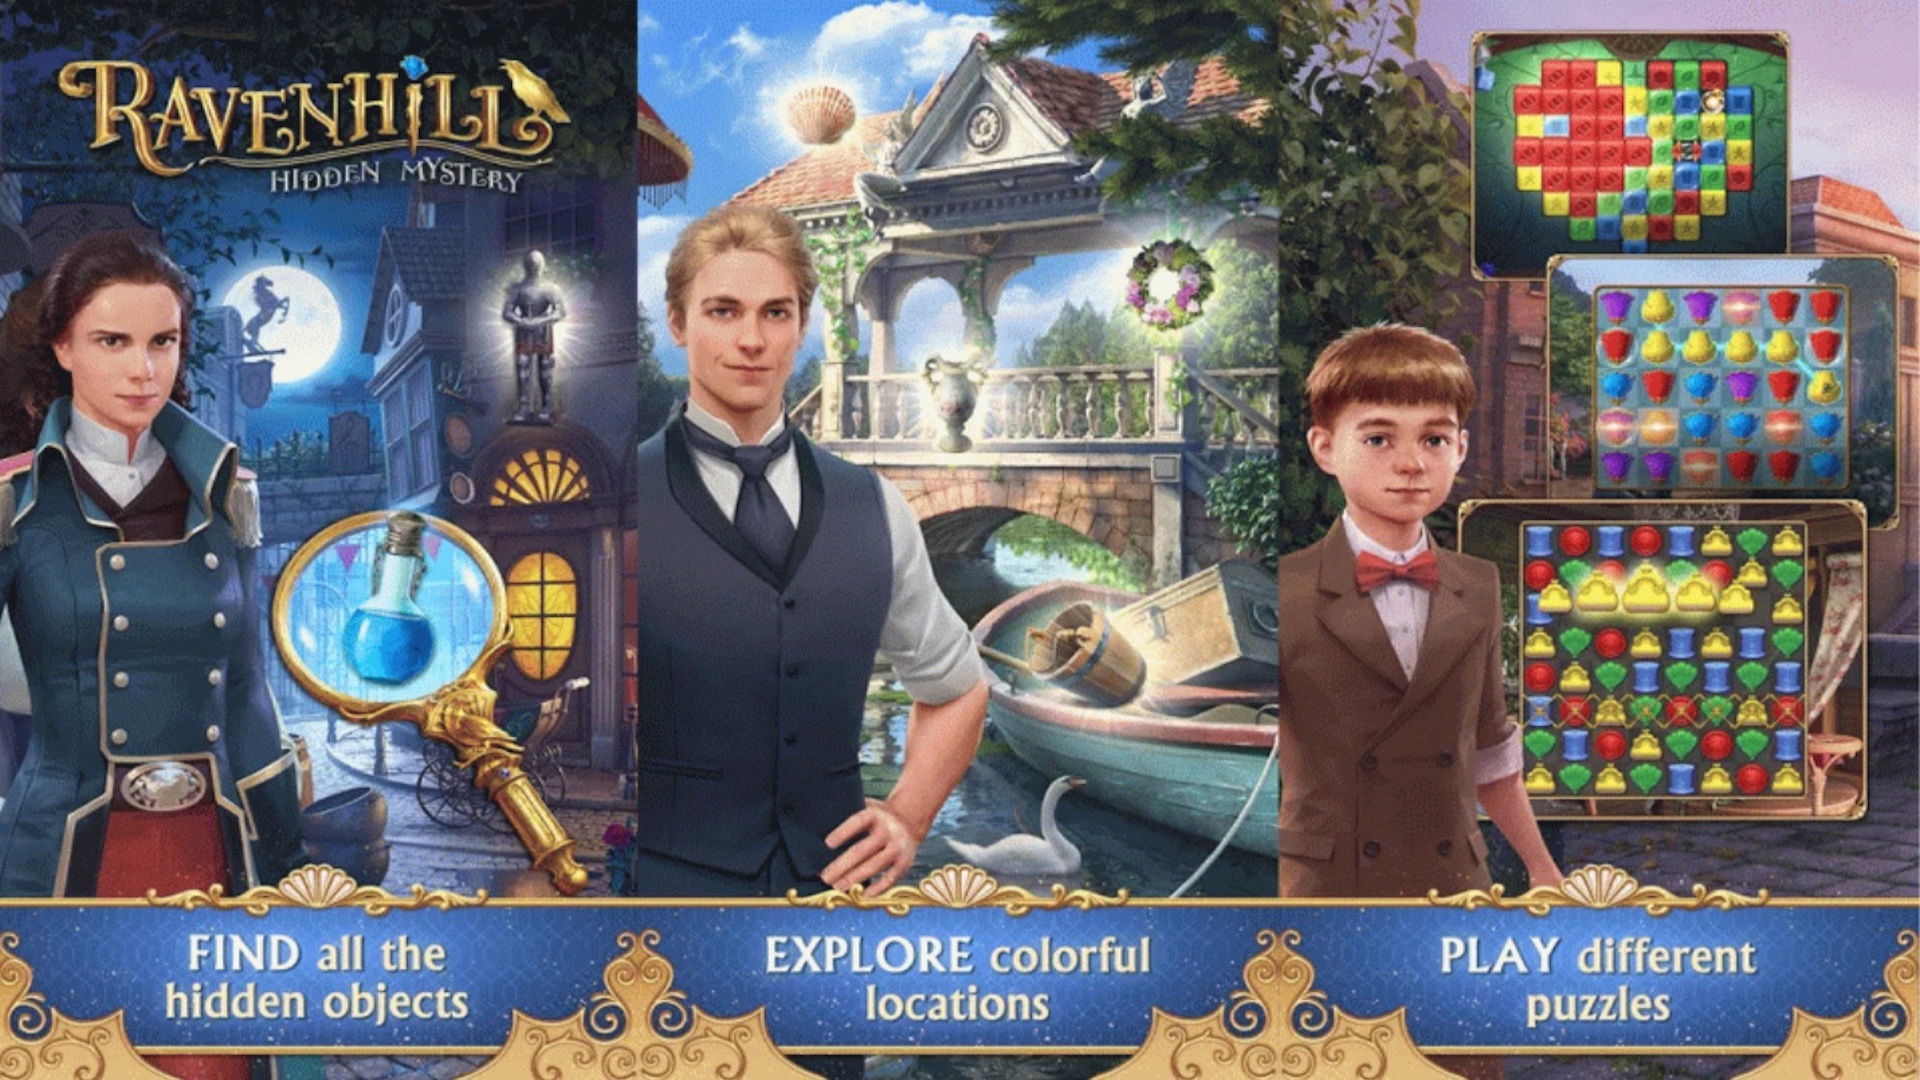 RAVENHILL
HIDDEN MYSTERY
FIND all the
hidden objects
EXPLORE colorful
locations
PLAY different
puzzles